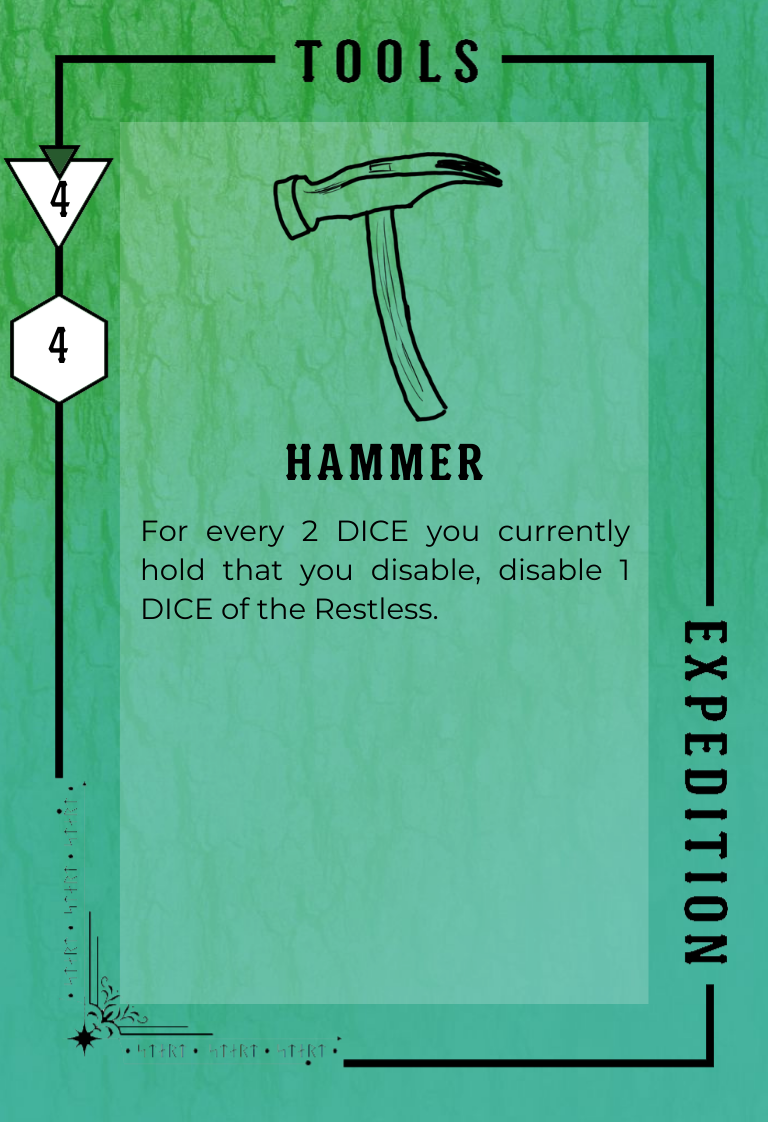 TOOLS
4
4
HAMMER
For every 2 DICE you currently
hold that you disable, disable 1
DICE of the Restless.
EXPEDITION